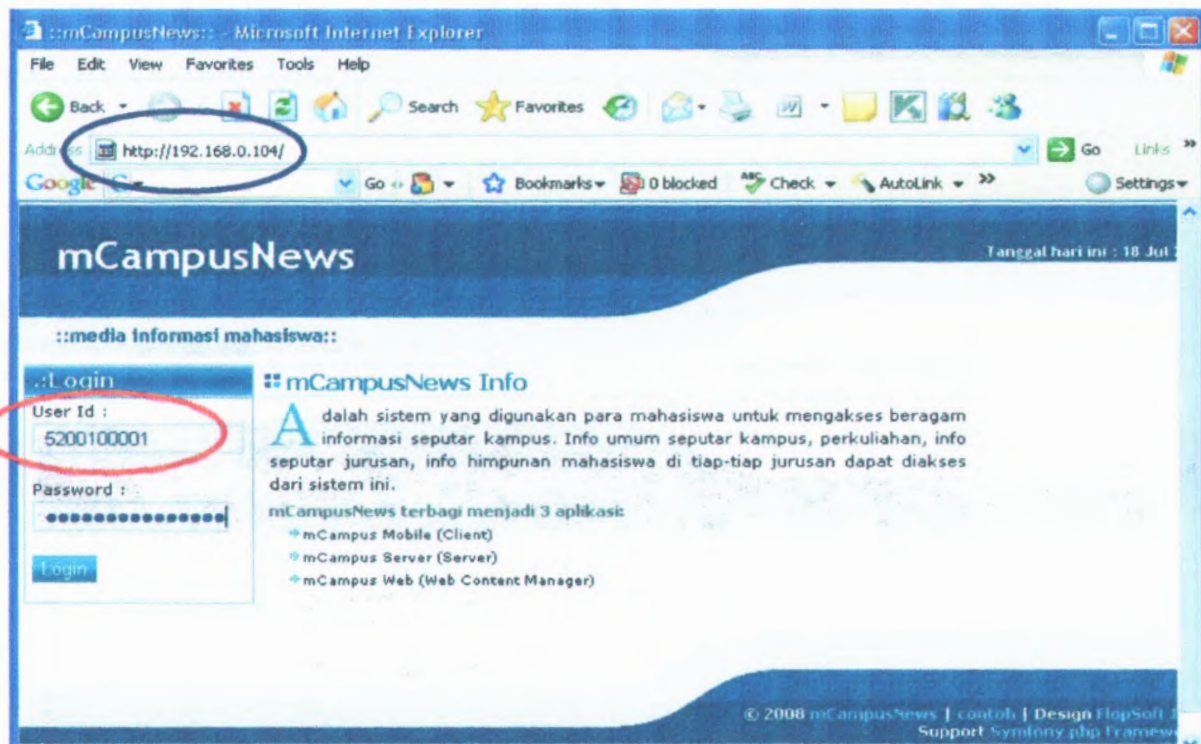 ::mCampusNews:: - Microsoft Internet Explorer
File Edit View Favorites Tools Help
Back Search Favorites
Address http://192.168.0.104/ Go Links »
Google Go Bookmarks 0 blocked Check AutoLink » Settings
mCampusNews
Tanggal hari ini : 18 Jul
::media informasi mahasiswa::
.:Login
User Id :
5200100001
Password :
Login
mCampusNews Info
Adalah sistem yang digunakan para mahasiswa untuk mengakses beragam
informasi seputar kampus. Info umum seputar kampus, perkuliahan, info
seputar jurusan, info himpunan mahasiswa di tiap-tiap jurusan dapat diakses
dari sistem ini.
mCampusNews terbagi menjadi 3 aplikasi:
mCampus Mobile (Client)
mCampus Server (Server)
mCampus Web (Web Content Manager)
© 2008 mCampusNews | contoh | Design FlopSoft
Support Symfony php